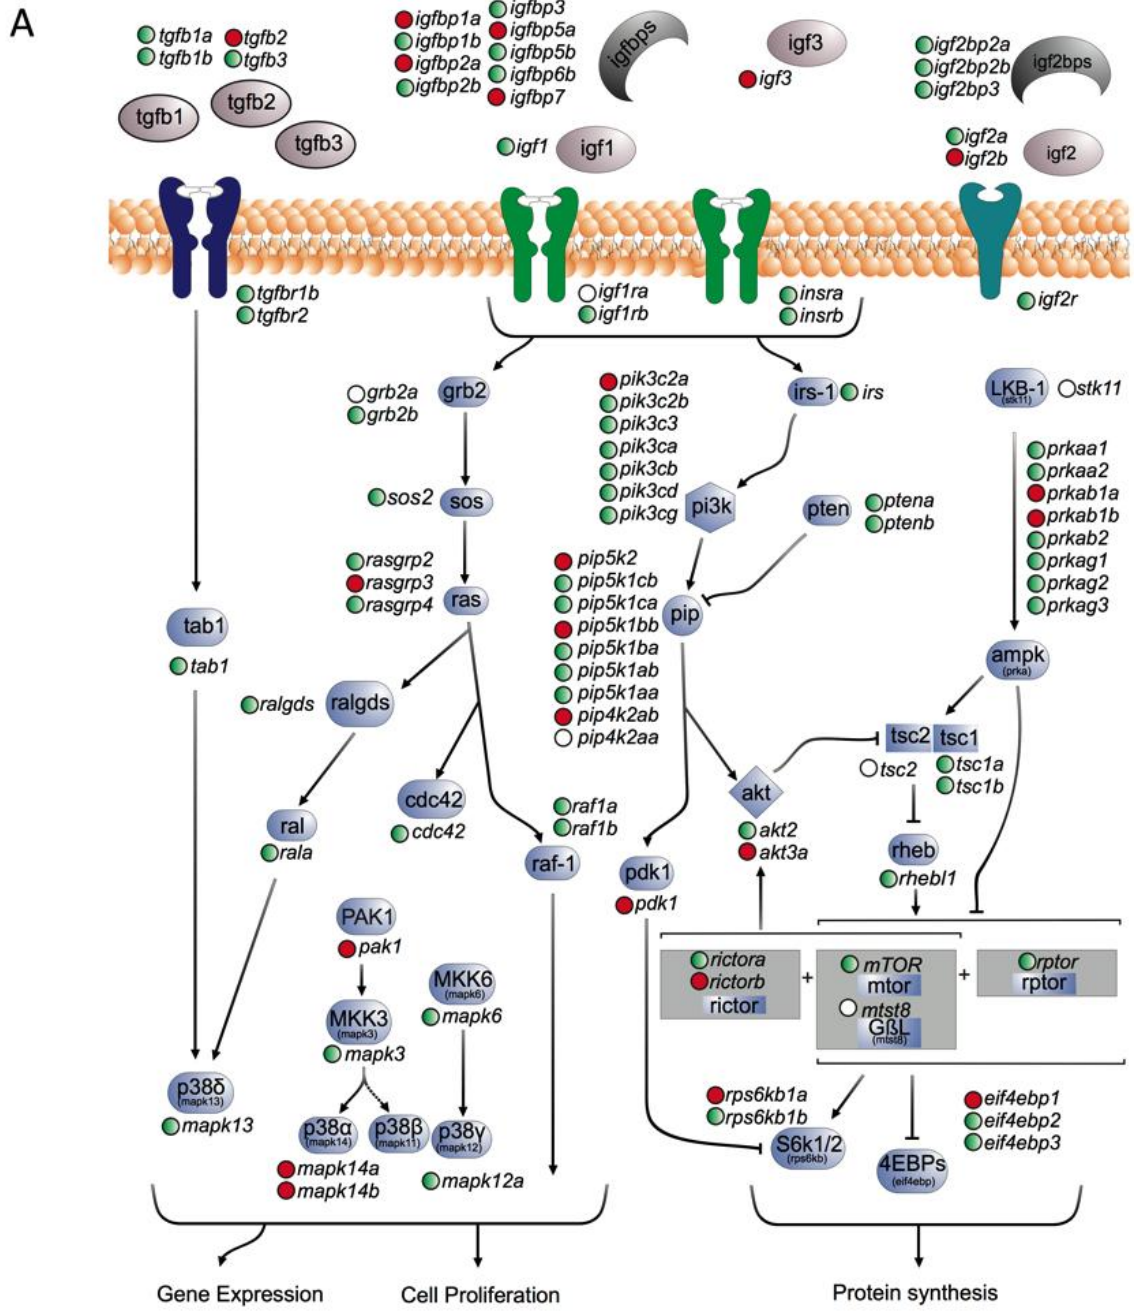 A
tgfb1a
tgfb1b
tgfb2
tgfb3
tgfb1
tgfb2
tgfb3
igfbp1a
igfbp1b
igfbp2a
igfbp2b
igfbp3
igfbp5a
igfbp5b
igfbp6b
igfbp7
igfbps
igf1
igf1
igf3
igf3
igf2bp2a
igf2bp2b
igf2bp3
igf2bps
igf2a
igf2b
igf2
tgfbr1b
tgfbr2
igf1ra
igf1rb
insra
insrb
igf2r
grb2a
grb2b
grb2
pik3c2a
pik3c2b
pik3c3
pik3ca
pik3cb
pik3cd
pik3cg
irs-1
irs
LKB-1
(stk11)
stk11
prkaa1
prkaa2
prkab1a
prkab1b
prkab2
prkag1
prkag2
prkag3
sos2
sos
pi3k
pten
ptena
ptenb
rasgrp2
rasgrp3
rasgrp4
ras
pip5k2
pip5k1cb
pip5k1ca
pip5k1bb
pip5k1ba
pip5k1ab
pip5k1aa
pip4k2ab
pip4k2aa
pip
tab1
tab1
ampk
(prka)
ralgds
ralgds
tsc2
tsc1
tsc2
tsc1a
tsc1b
cdc42
cdc42
akt
akt2
akt3a
ral
rala
raf1a
raf1b
raf-1
rheb
rhebl1
pdk1
pdk1
PAK1
pak1
rictora
rictorb
rictor
+
mTOR
mtor
mtst8
GßL
(mtst8)
+
rptor
rptor
MKK6
(mapk6)
mapk6
MKK3
(mapk3)
mapk3
p38δ
(mapk13)
mapk13
p38α
(mapk14)
mapk14a
mapk14b
p38β
(mapk11)
p38γ
(mapk12)
mapk12a
rps6kb1a
rps6kb1b
S6k1/2
(rps6kb)
4EBPs
(eif4ebp)
eif4ebp1
eif4ebp2
eif4ebp3
Gene Expression
Cell Proliferation
Protein synthesis